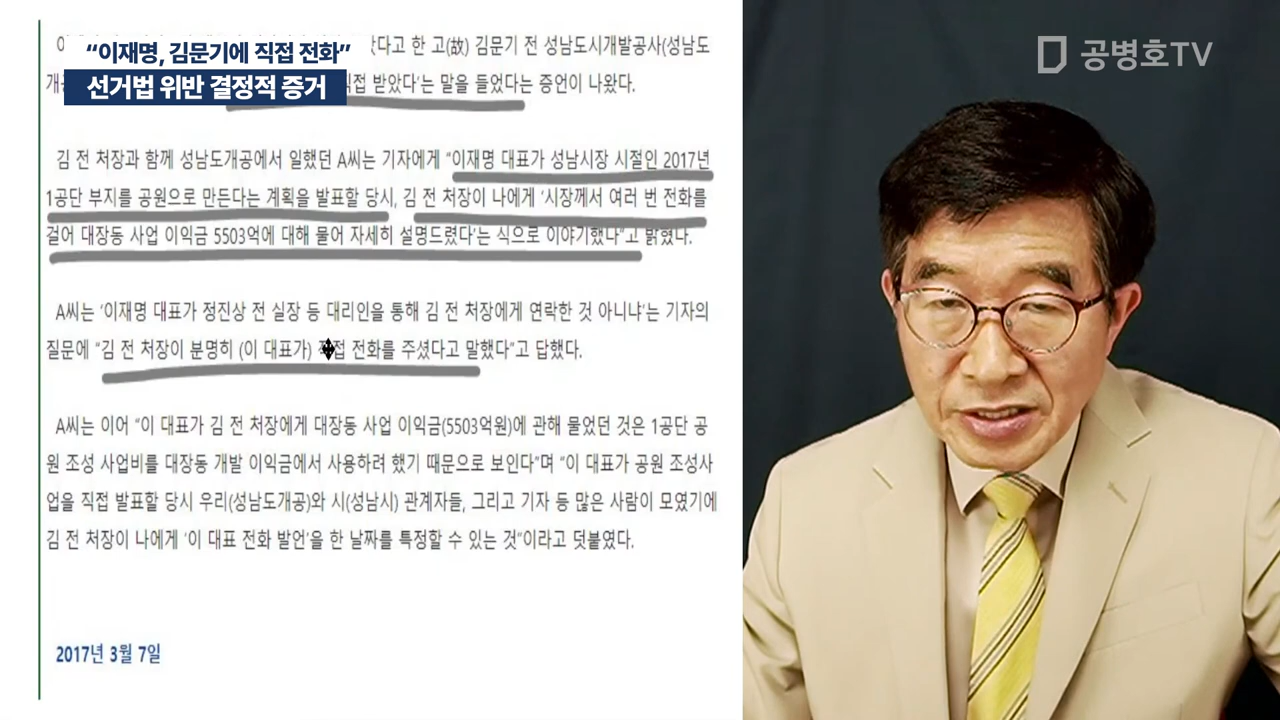 “이재명, 김문기에 직접 전화”
선거법 위반 결정적 증거
공병호TV
았다고 한 고(故) 김문기 전 성남도시개발공사(성남도
직접 받았다’는 말을 들었다는 증언이 나왔다.
김 전 처장과 함께 성남도개공에서 일했던 A씨는 기자에게 “이재명 대표가 성남시장 시절인 2017년
1공단 부지를 공원으로 만든다는 계획을 발표할 당시, 김 전 처장이 나에게 ‘시장께서 여러 번 전화를
걸어 대장동 사업 이익금 5503억에 대해 물어 자세히 설명드렸다’는 식으로 이야기했다”고 밝혔다.
A씨는 ‘이재명 대표가 정진상 전 실장 등 대리인을 통해 김 전 처장에게 연락한 것 아니냐’는 기자의
질문에 “김 전 처장이 분명히 (이 대표가) 직접 전화를 주셨다고 말했다”고 답했다.
A씨는 이어 “이 대표가 김 전 처장에게 대장동 사업 이익금(5503억원)에 관해 물었던 것은 1공단 공
원 조성 사업비를 대장동 개발 이익금에서 사용하려 했기 때문으로 보인다”며 “이 대표가 공원 조성사
업을 직접 발표할 당시 우리(성남도개공)와 시(성남시) 관계자들, 그리고 기자 등 많은 사람이 모였기에
김 전 처장이 나에게 ‘이 대표 전화 발언’을 한 날짜를 특정할 수 있는 것”이라고 덧붙였다.
2017년 3월 7일